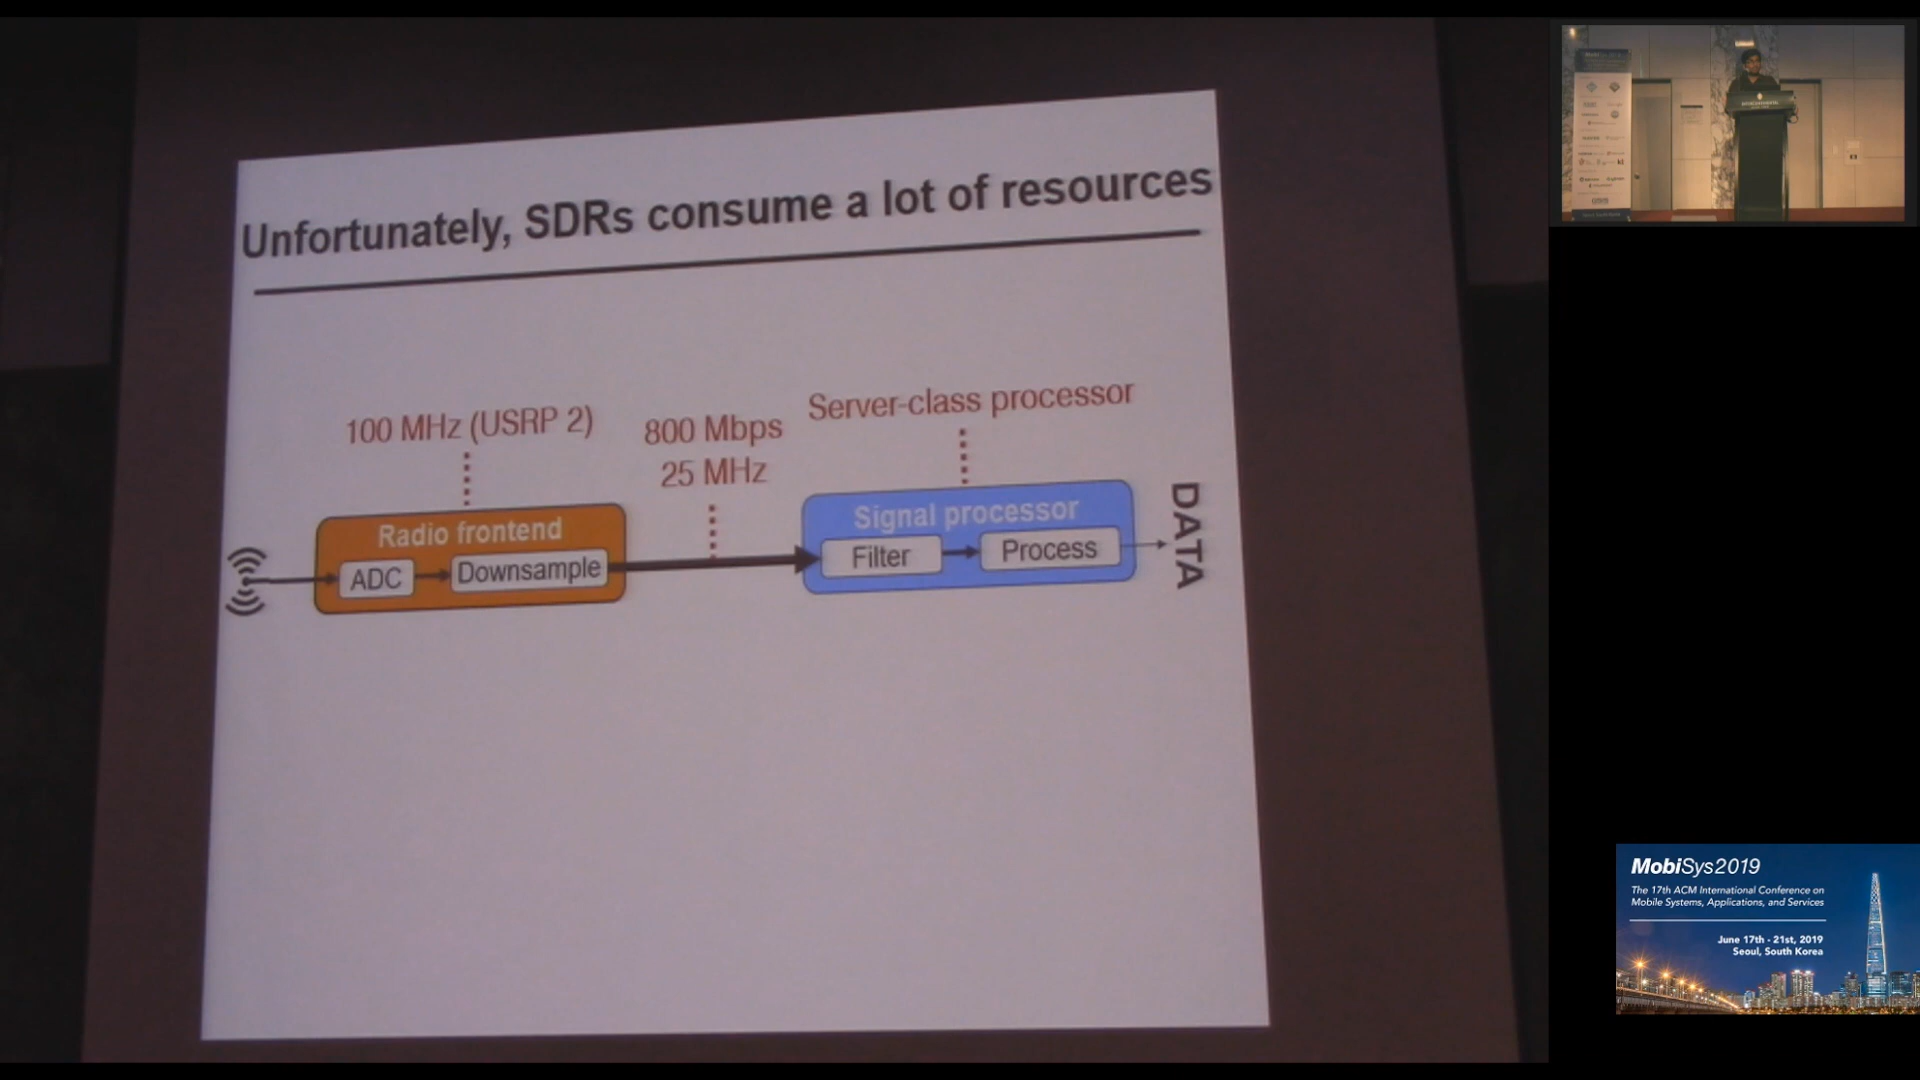 Unfortunately, SDRs consume a lot of resources
100 MHz (USRP 2)
800 Mbps
25 MHz
Server-class processor
Radio frontend
ADC
Downsample
Signal processor
Filter
Process
DATA
MobiSys2019
The 17th ACM International Conference on
Mobile Systems, Applications, and Services
June 17th - 21st, 2019
Seoul, South Korea